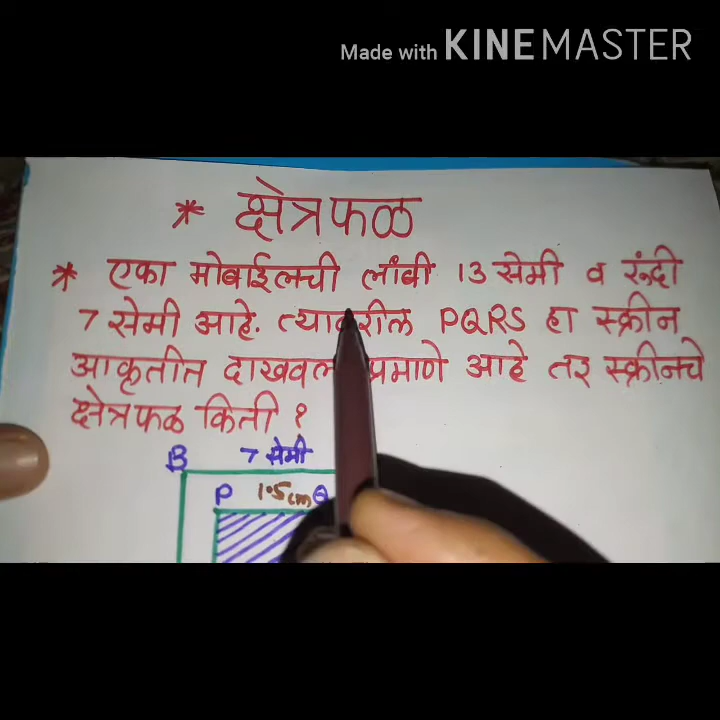 Made with KINEMASTER
* क्षेत्रफळ
* एका मोबाईलची लांबी 13 सेमी व रुंदी
7 सेमी आहे. त्यावरील PQRS हा स्क्रीन
आकृतीत दाखवल प्रमाणे आहे तर स्क्रीनचे
क्षेत्रफळ किती ?
B 7 सेमी
P 1.5cm Q